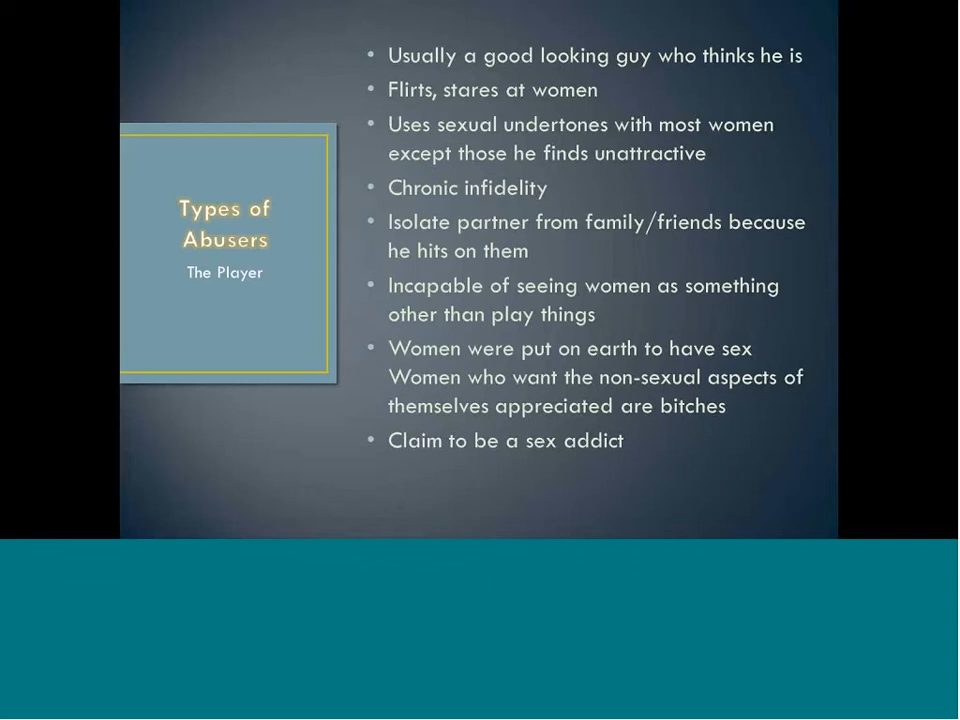 Types of
Abusers
The Player
• Usually a good looking guy who thinks he is
• Flirts, stares at women
• Uses sexual undertones with most women
except those he finds unattractive
• Chronic infidelity
• Isolate partner from family/friends because
he hits on them
• Incapable of seeing women as something
other than play things
• Women were put on earth to have sex
Women who want the non-sexual aspects of
themselves appreciated are bitches
• Claim to be a sex addict